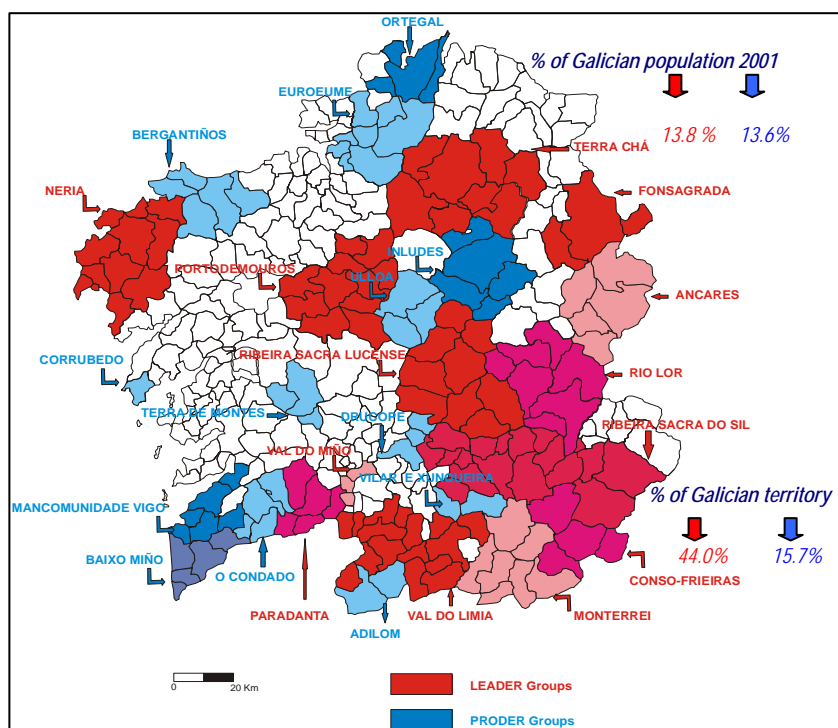 ORTEGAL
% of Galician population 2001
EUROEUME
BERGANTIÑOS
13.8 % 13.6%
TERRA CHÁ
NERIA
FONSAGRADA
INLUDES
PORTODEMOUROS
ULLOA
ANCARES
RIBEIRA SACRA LUCENSE
CORRUBEDO
RIO LOR
TERRA DE MONTES
DRUCOPE
RIBEIRA SACRA DO SIL
VAL DO MIÑO
VILAR E XUNQUEIRA
% of Galician territory
MANCOMUNIDADE VIGO
BAIXO MIÑO
44.0% 15.7%
O CONDADO
CONSO-FRIEIRAS
PARADANTA
VAL DO LIMIA
MONTERREI
ADILOM
0 20 Km
LEADER Groups
PRODER Groups